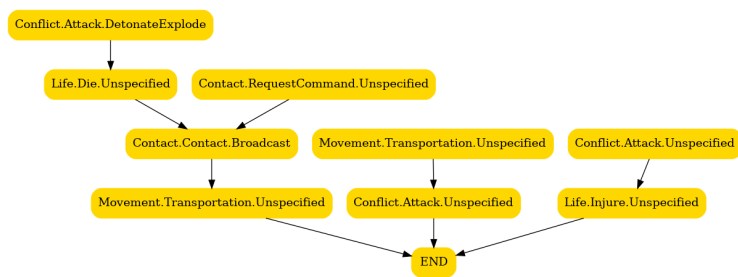 Conflict.Attack.DetonateExplode
Life.Die.Unspecified
Contact.RequestCommand.Unspecified
Contact.Contact.Broadcast
Movement.Transportation.Unspecified
Conflict.Attack.Unspecified
Movement.Transportation.Unspecified
Conflict.Attack.Unspecified
Life.Injure.Unspecified
END